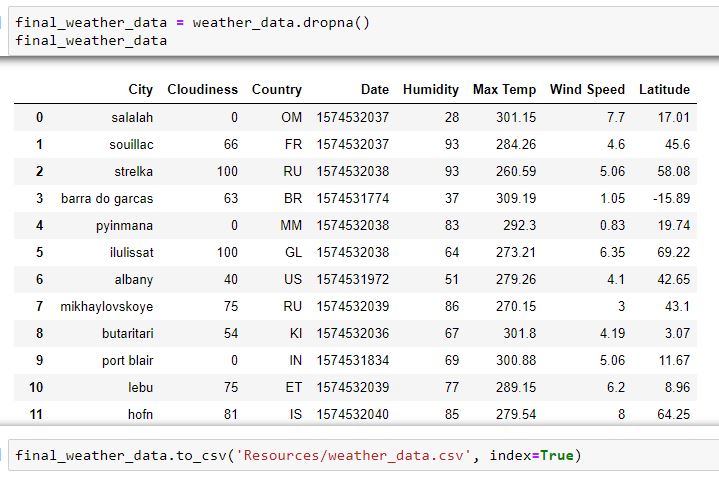 final_weather_data = weather_data.dropna()
final_weather_data
City Cloudiness Country Date Humidity Max Temp Wind Speed Latitude
0 salalah 0 OM 1574532037 28 301.15 7.7 17.01
1 souillac 66 FR 1574532037 93 284.26 4.6 45.6
2 strelka 100 RU 1574532038 93 260.59 5.06 58.08
3 barra do garcas 63 BR 1574531774 37 309.19 1.05 -15.89
4 pyinmana 0 MM 1574532038 83 292.3 0.83 19.74
5 ilulissat 100 GL 1574532038 64 273.21 6.35 69.22
6 albany 40 US 1574531972 51 279.26 4.1 42.65
7 mikhaylovskoye 75 RU 1574532039 86 270.15 3 43.1
8 butaritari 54 KI 1574532036 67 301.8 4.19 3.07
9 port blair 0 IN 1574531834 69 300.88 5.06 11.67
10 lebu 75 ET 1574532039 77 289.15 6.2 8.96
11 hofn 81 IS 1574532040 85 279.54 8 64.25
final_weather_data.to_csv('Resources/weather_data.csv', index=True)